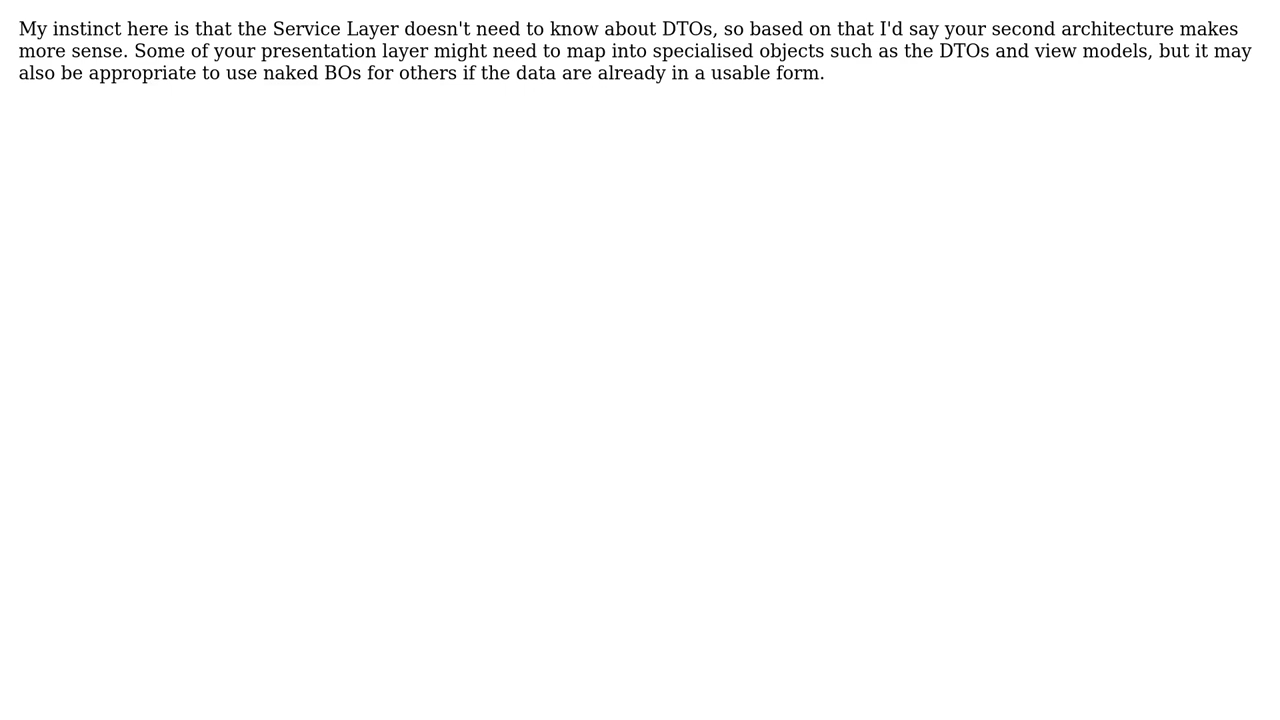 My instinct here is that the Service Layer doesn't need to know about DTOs, so based on that I'd say your second architecture makes
more sense. Some of your presentation layer might need to map into specialised objects such as the DTOs and view models, but it may
also be appropriate to use naked BOs for others if the data are already in a usable form.